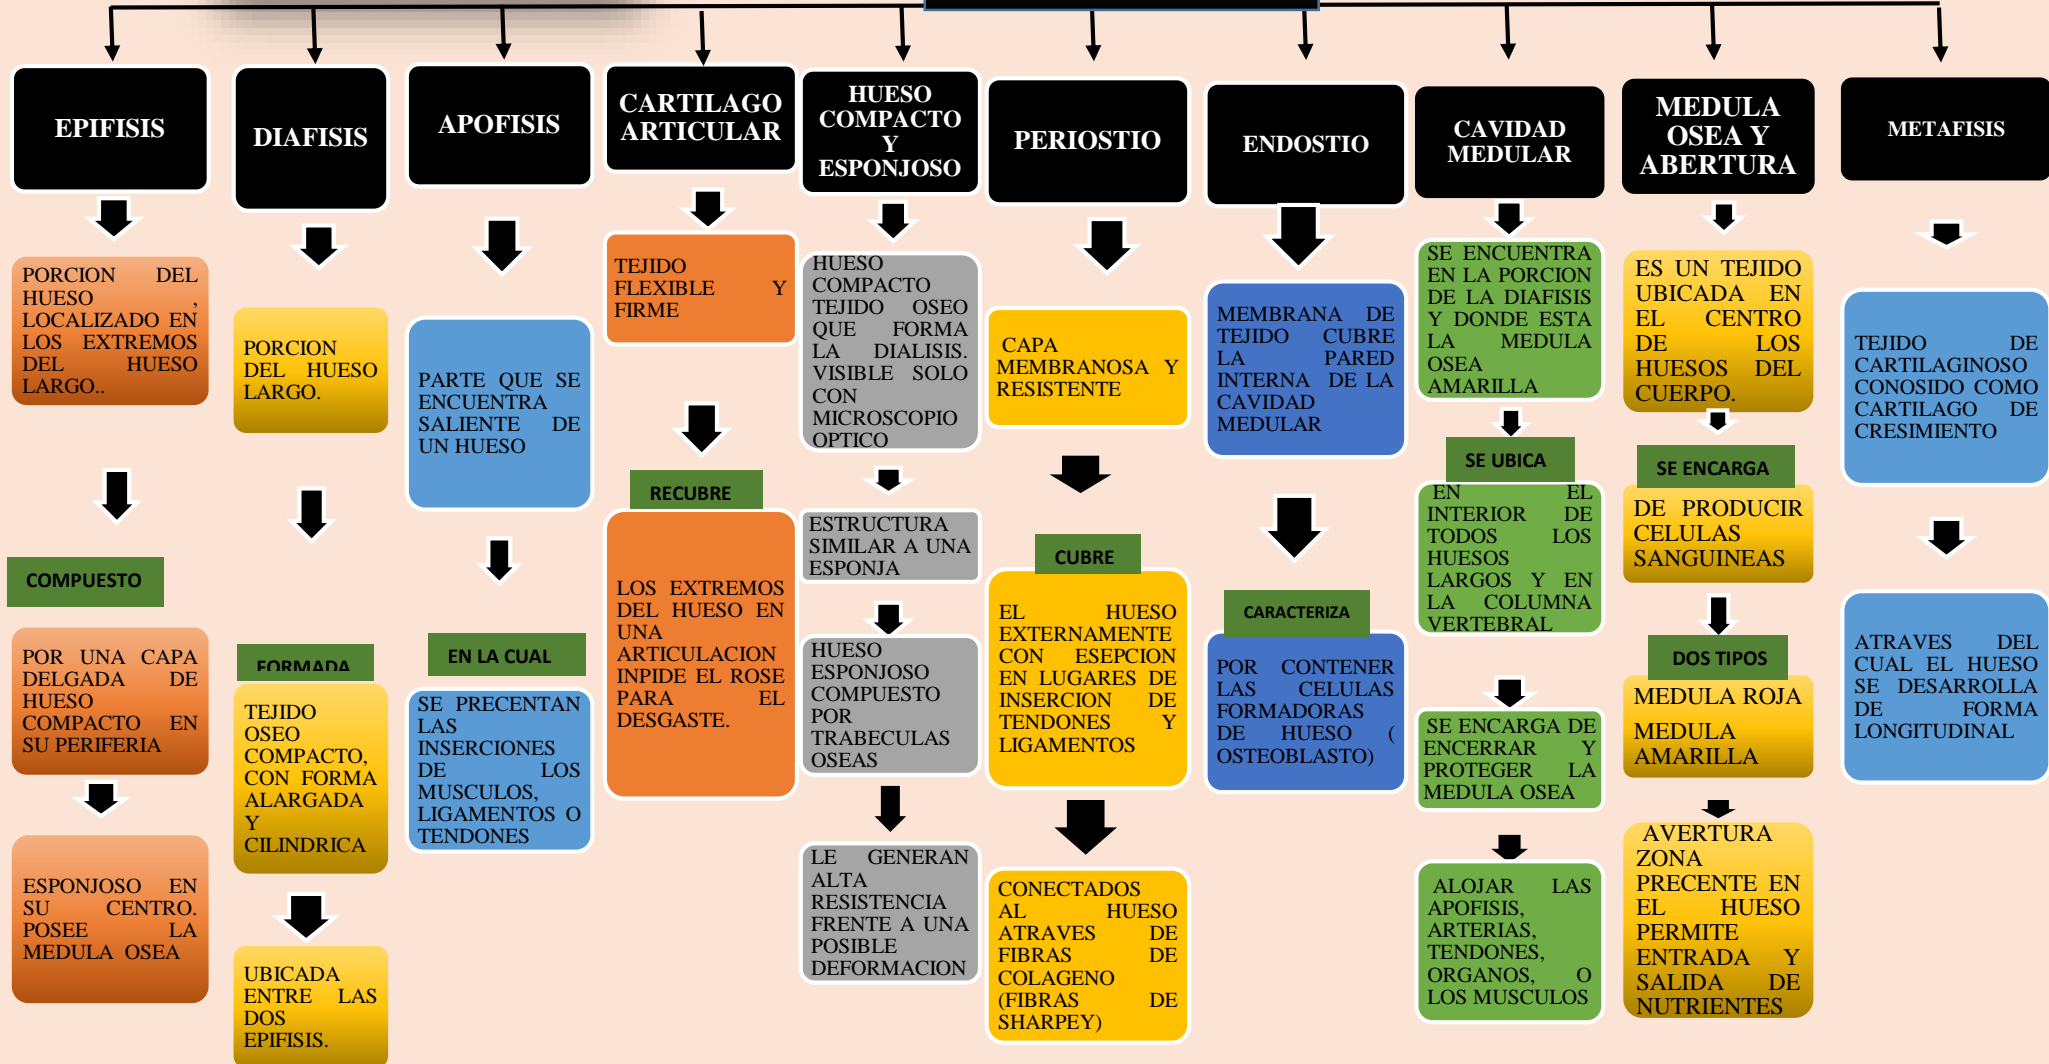 EPIFISIS
PORCION DEL
HUESO ,
LOCALIZADO EN
LOS EXTREMOS
DEL HUESO
LARGO..
COMPUESTO
POR UNA CAPA
DELGADA DE
HUESO
COMPACTO EN
SU PERIFERIA
ESPONJOSO EN
SU CENTRO.
POSEE LA
MEDULA OSEA
DIAFISIS
PORCION
DEL HUESO
LARGO.
FORMADA
TEJIDO
OSEO
COMPACTO,
CON FORMA
ALARGADA
Y
CILINDRICA
UBICADA
ENTRE LAS
DOS
EPIFISIS.
APOFISIS
PARTE QUE SE
ENCUENTRA
SALIENTE DE
UN HUESO
EN LA CUAL
SE PRECENTAN
LAS
INSERCIONES
DE LOS
MUSCULOS,
LIGAMENTOS O
TENDONES
CARTILAGO
ARTICULAR
TEJIDO
FLEXIBLE Y
FIRME
RECUBRE
LOS EXTREMOS
DEL HUESO EN
UNA
ARTICULACION
INPIDE EL ROSE
PARA EL
DESGASTE.
HUESO
COMPACTO
Y
ESPONJOSO
HUESO
COMPACTO
TEJIDO OSEO
QUE FORMA
LA DIALISIS.
VISIBLE SOLO
CON
MICROSCOPIO
OPTICO
ESTRUCTURA
SIMILAR A UNA
ESPONJA
HUESO
ESPONJOSO
COMPUESTO
POR
TRABECULAS
OSEAS
LE GENERAN
ALTA
RESISTENCIA
FRENTE A UNA
POSIBLE
DEFORMACION
PERIOSTIO
CAPA
MEMBRANOSA Y
RESISTENTE
CUBRE
EL HUESO
EXTERNAMENTE
CON ESEPCION
EN LUGARES DE
INSERCION DE
TENDONES Y
LIGAMENTOS
CONECTADOS
AL HUESO
ATRAVES DE
FIBRAS DE
COLAGENO
(FIBRAS DE
SHARPEY)
ENDOSTIO
MEMBRANA DE
TEJIDO CUBRE
LA PARED
INTERNA DE LA
CAVIDAD
MEDULAR
CARACTERIZA
POR CONTENER
LAS CELULAS
FORMADORAS
DE HUESO (
OSTEOBLASTO)
CAVIDAD
MEDULAR
SE ENCUENTRA
EN LA PORCION
DE LA DIAFISIS
Y DONDE ESTA
LA MEDULA
OSEA
AMARILLA
SE UBICA
EN EL
INTERIOR DE
TODOS LOS
HUESOS
LARGOS Y EN
LA COLUMNA
VERTEBRAL
SE ENCARGA DE
ENCERRAR Y
PROTEGER LA
MEDULA OSEA
ALOJAR LAS
APOFISIS,
ARTERIAS,
TENDONES,
ORGANOS, O
LOS MUSCULOS
MEDULA
OSEA Y
ABERTURA
ES UN TEJIDO
UBICADA EN
EL CENTRO
DE LOS
HUESOS DEL
CUERPO.
SE ENCARGA
DE PRODUCIR
CELULAS
SANGUINEAS
DOS TIPOS
MEDULA ROJA
MEDULA
AMARILLA
AVERTURA
ZONA
PRECENTE EN
EL HUESO
PERMITE
ENTRADA Y
SALIDA DE
NUTRIENTES
METAFISIS
TEJIDO DE
CARTILAGINOSO
CONOSIDO COMO
CARTILAGO DE
CRESIMIENTO
ATRAVES DEL
CUAL EL HUESO
SE DESARROLLA
DE FORMA
LONGITUDINAL